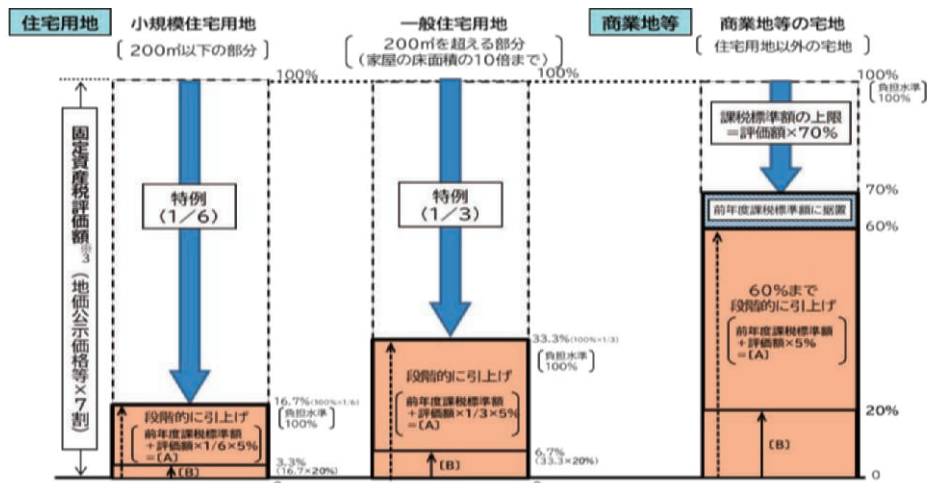 住宅用地
小規模住宅用地
200㎡以下の部分
一般住宅用地
200㎡を超える部分
(家屋の床面積の10倍まで)
商業地等
商業地等の宅地
住宅用地以外の宅地
100%
100%
100%
負担水準
100%
固定資産税評価額※3(地価公示価格等×7割)
特例
(1/6)
特例
(1/3)
課税標準額の上限
=評価額×70%
70%
前年度課税標準額に据置
60%
60%まで
段階的に引上げ
前年度課税標準額
+評価額×5%
=[A]
33.3%(100%×1/3)
負担水準
100%
段階的に引上げ
前年度課税標準額
+評価額×1/3×5%
=[A]
16.7%(100%×1/6)
負担水準
100%
段階的に引上げ
前年度課税標準額
+評価額×1/6×5%
=[A]
3.3%
(16.7×20%)
[B]
6.7%
(33.3×20%)
[B]
20%
[B]
0